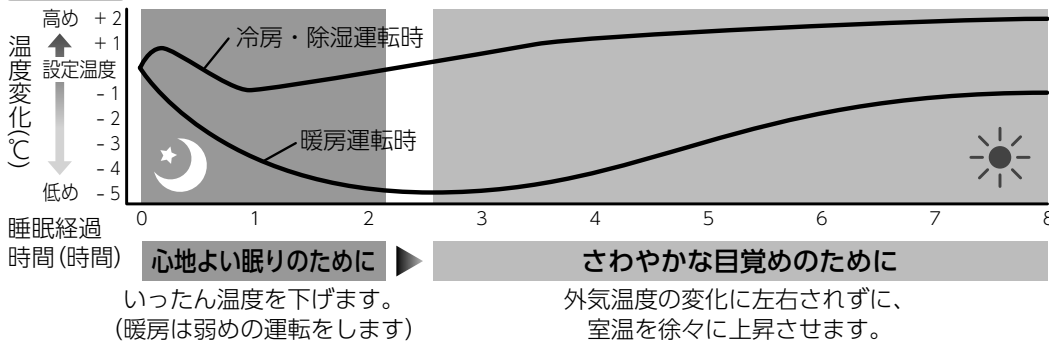 高め +2
+1
設定温度
-1
-2
-3
-4
低め -5
温度変化(℃)
冷房・除湿運転時
暖房運転時
0 1 2 3 4 5 6 7 8
睡眠経過
時間(時間)
心地よい眠りのために
さわやかな目覚めのために
いったん温度を下げます。
(暖房は弱めの運転をします)
外気温度の変化に左右されずに、
室温を徐々に上昇させます。